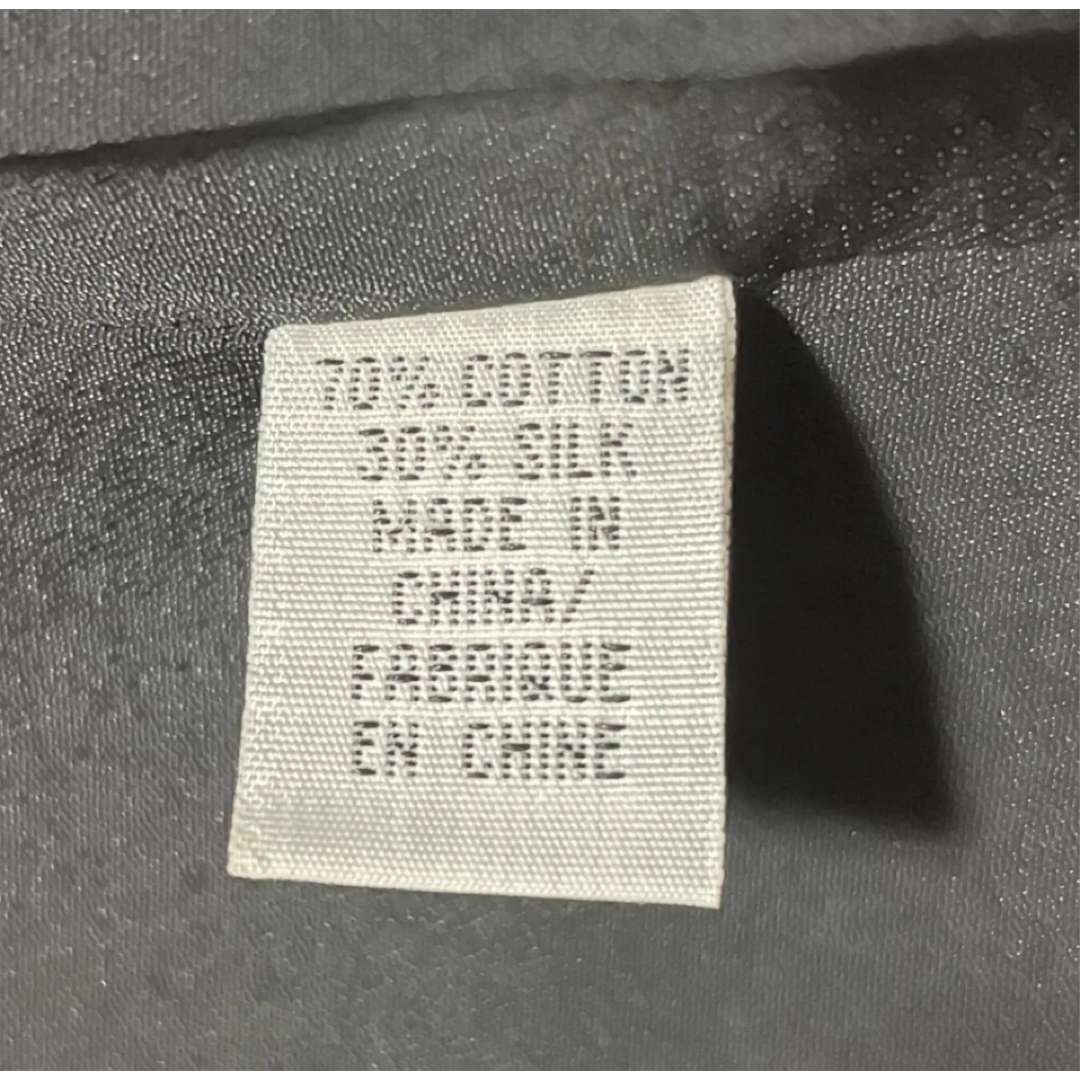 70% COTTON
30% SILK
MADE IN
CHINA/
FABRIQUE
EN CHINE